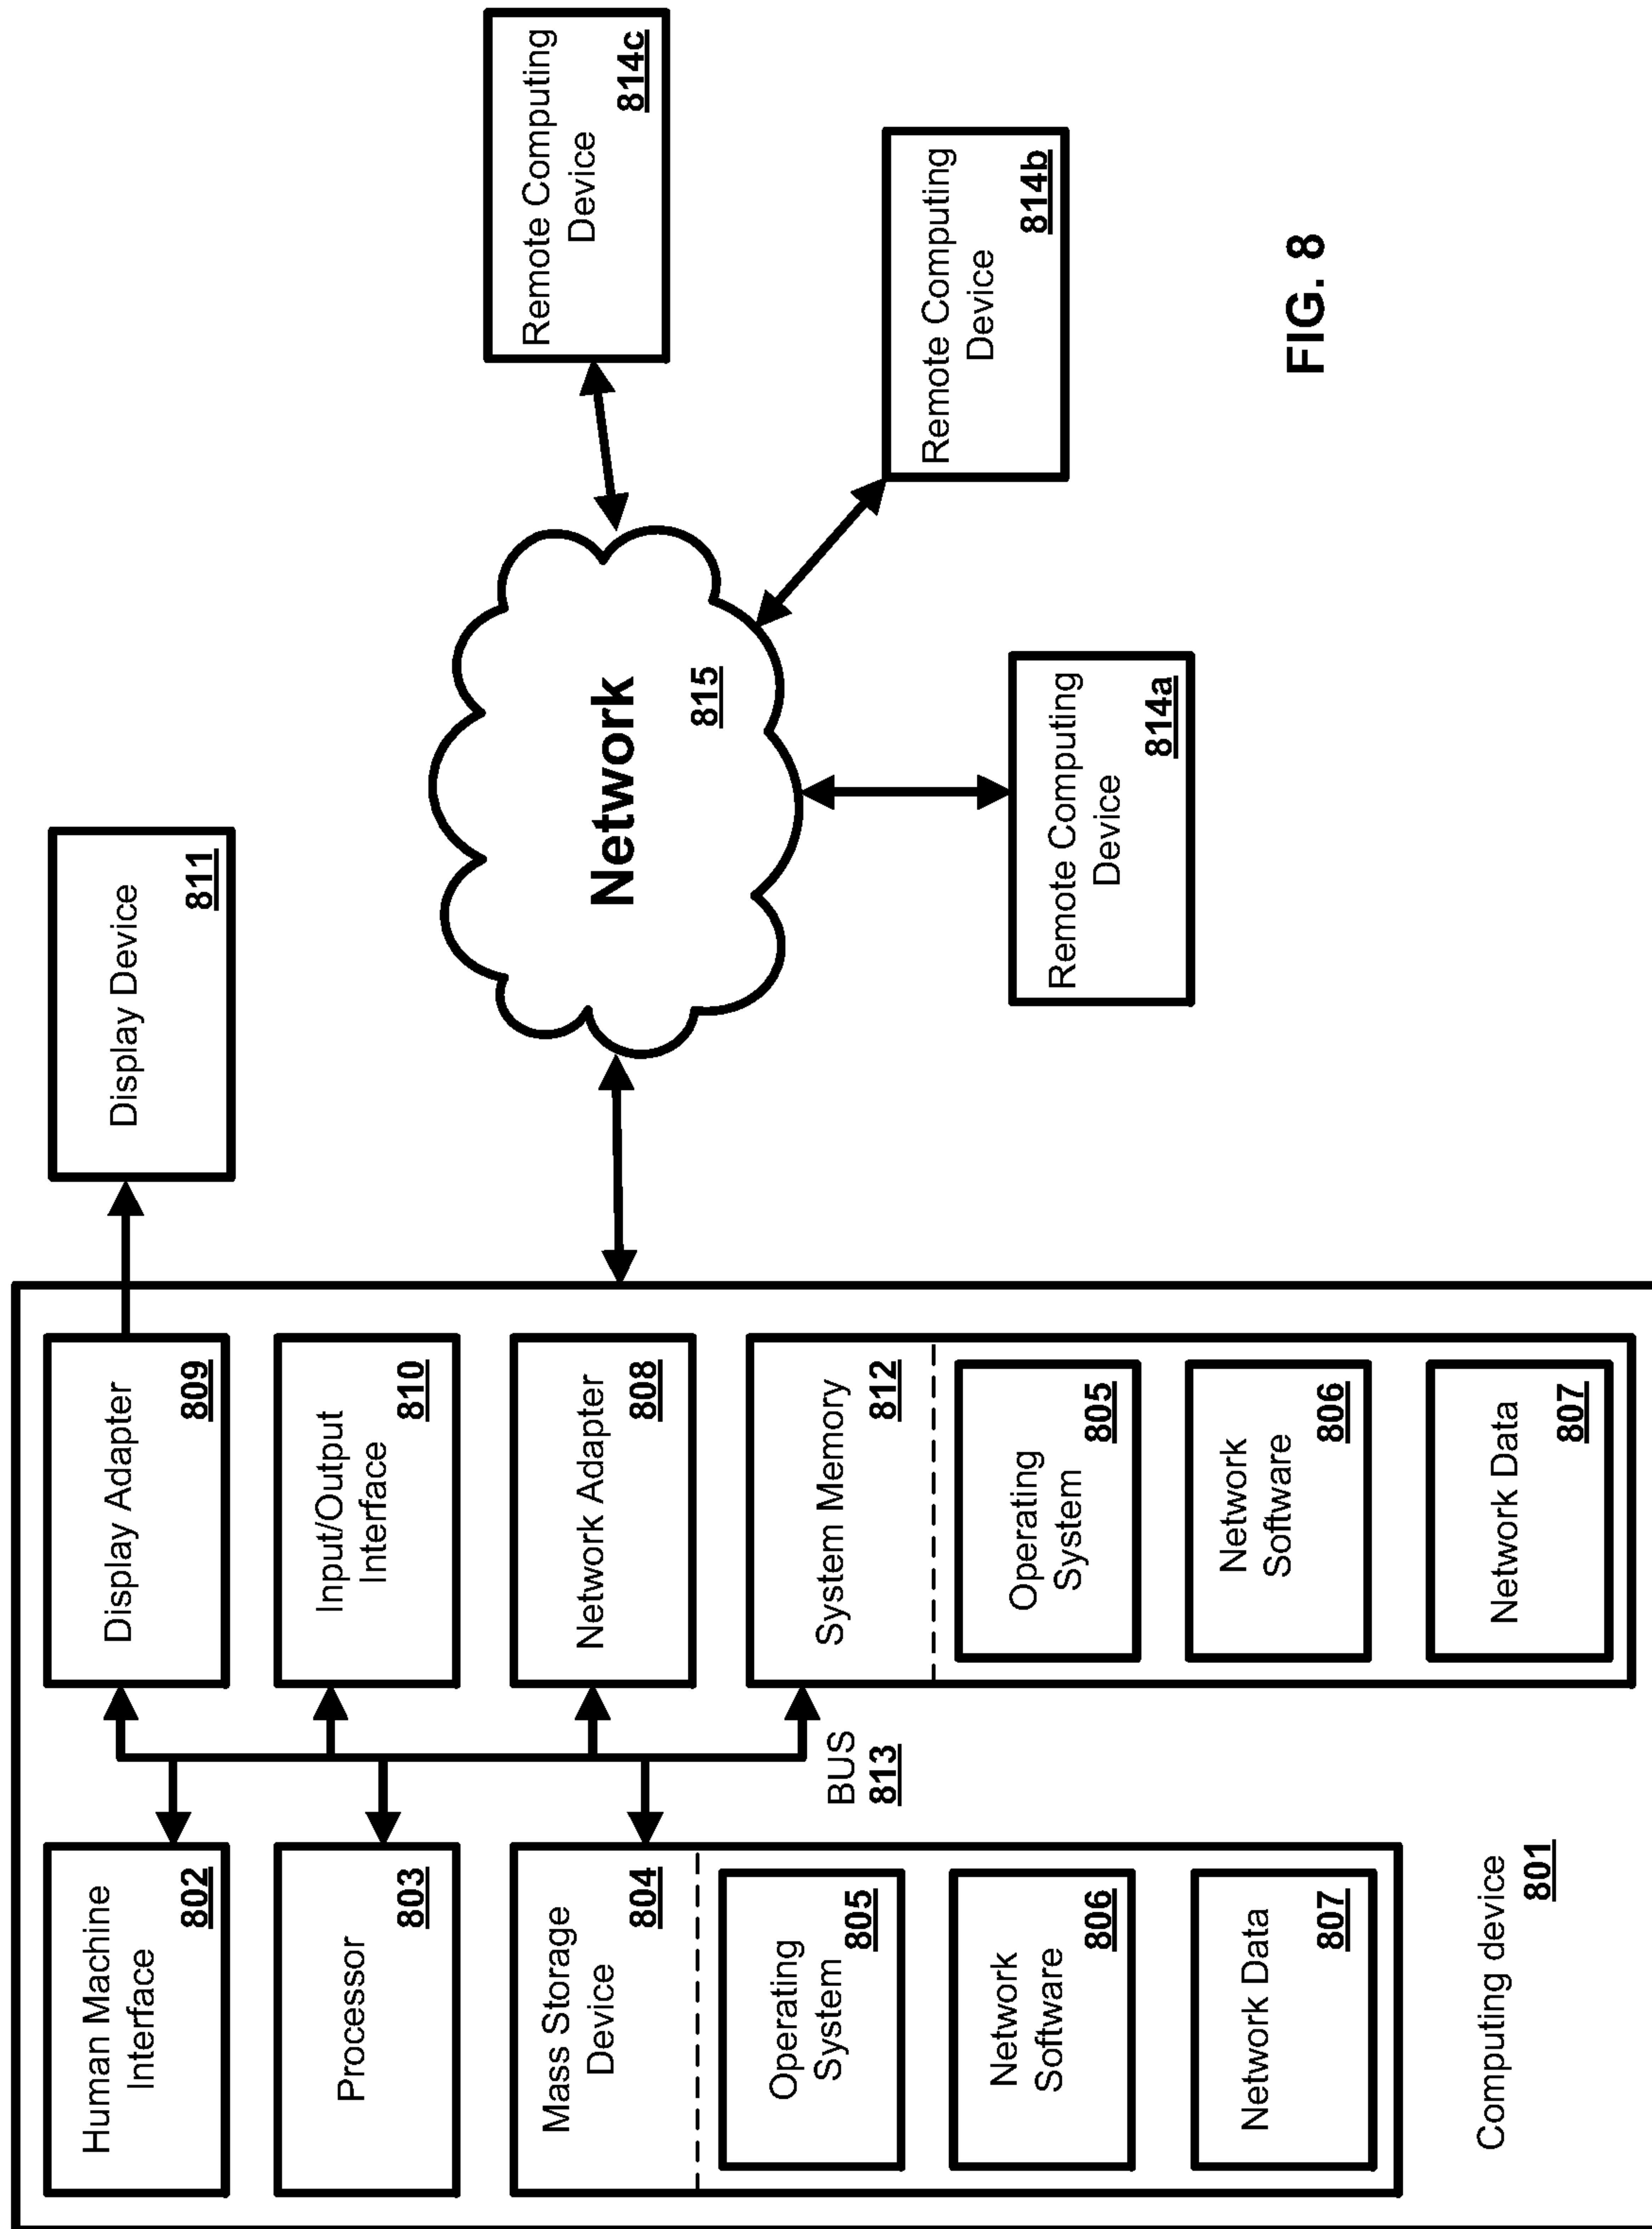 Human Machine
Interface
802
Processor
803
Mass Storage
Device
804
Operating
System
805
Network
Software
806
Network Data
807
Computing device
801
BUS
813
Display Adapter
809
Input/Output
Interface
810
Network Adapter
808
System Memory
812
Operating
System
805
Network
Software
806
Network Data
807
Display Device
811
Network
815
Remote Computing
Device
814a
Remote Computing
Device
814b
Remote Computing
Device
814c
FIG. 8